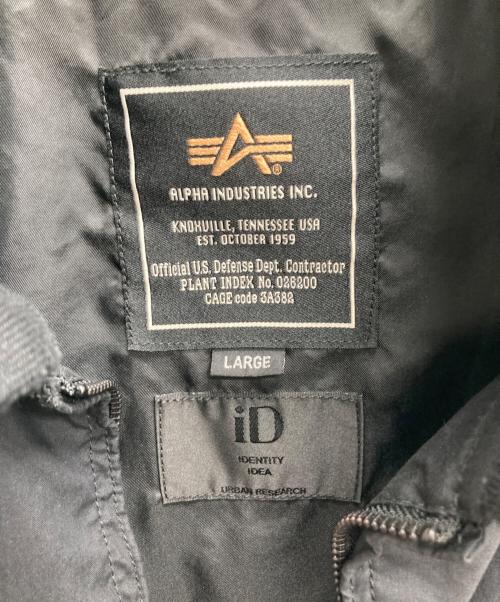 A®
ALPHA INDUSTRIES INC.
KNOXVILLE, TENNESSEE USA
EST. OCTOBER 1959
Official U.S. Defense Dept. Contractor
PLANT INDEX No. 026200
CAGE code 3A382
LARGE
iD
iDENTITY
iDEA
URBAN RESEARCH